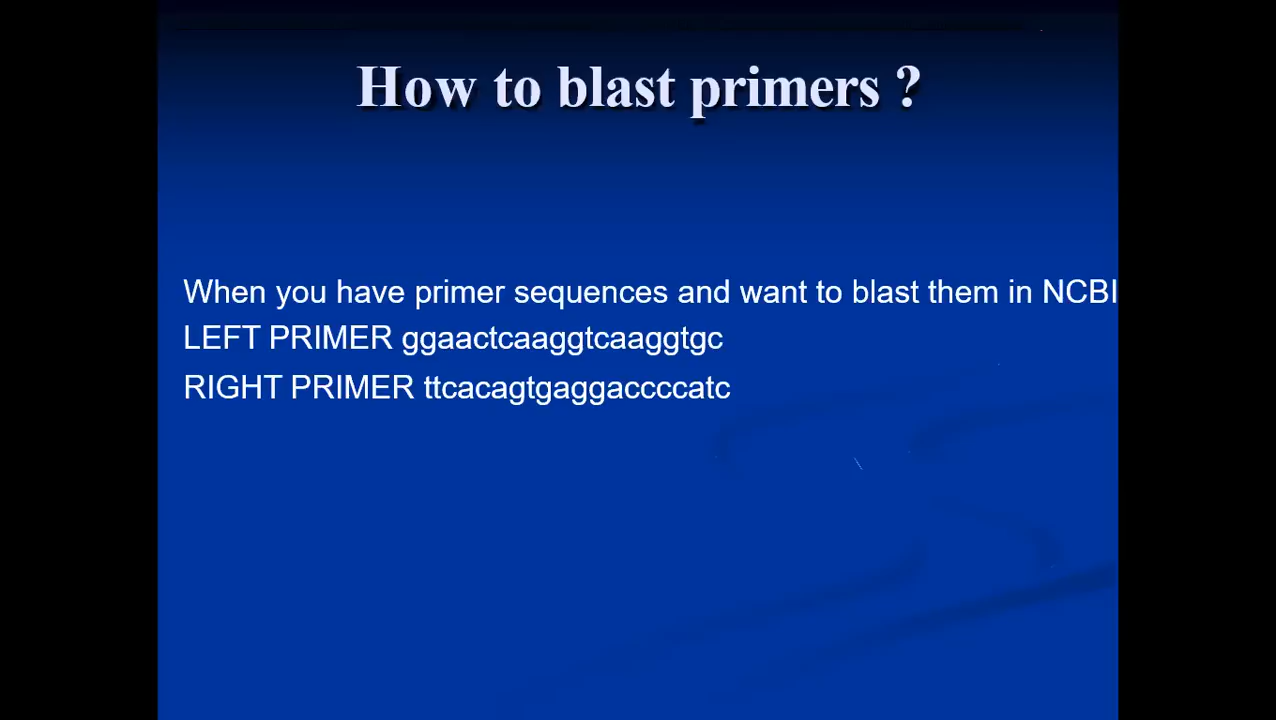 How to blast primers ?
When you have primer sequences and want to blast them in NCBI
LEFT PRIMER ggaactcaaggtcaaggtgc
RIGHT PRIMER ttcacagtgaggaccccatc